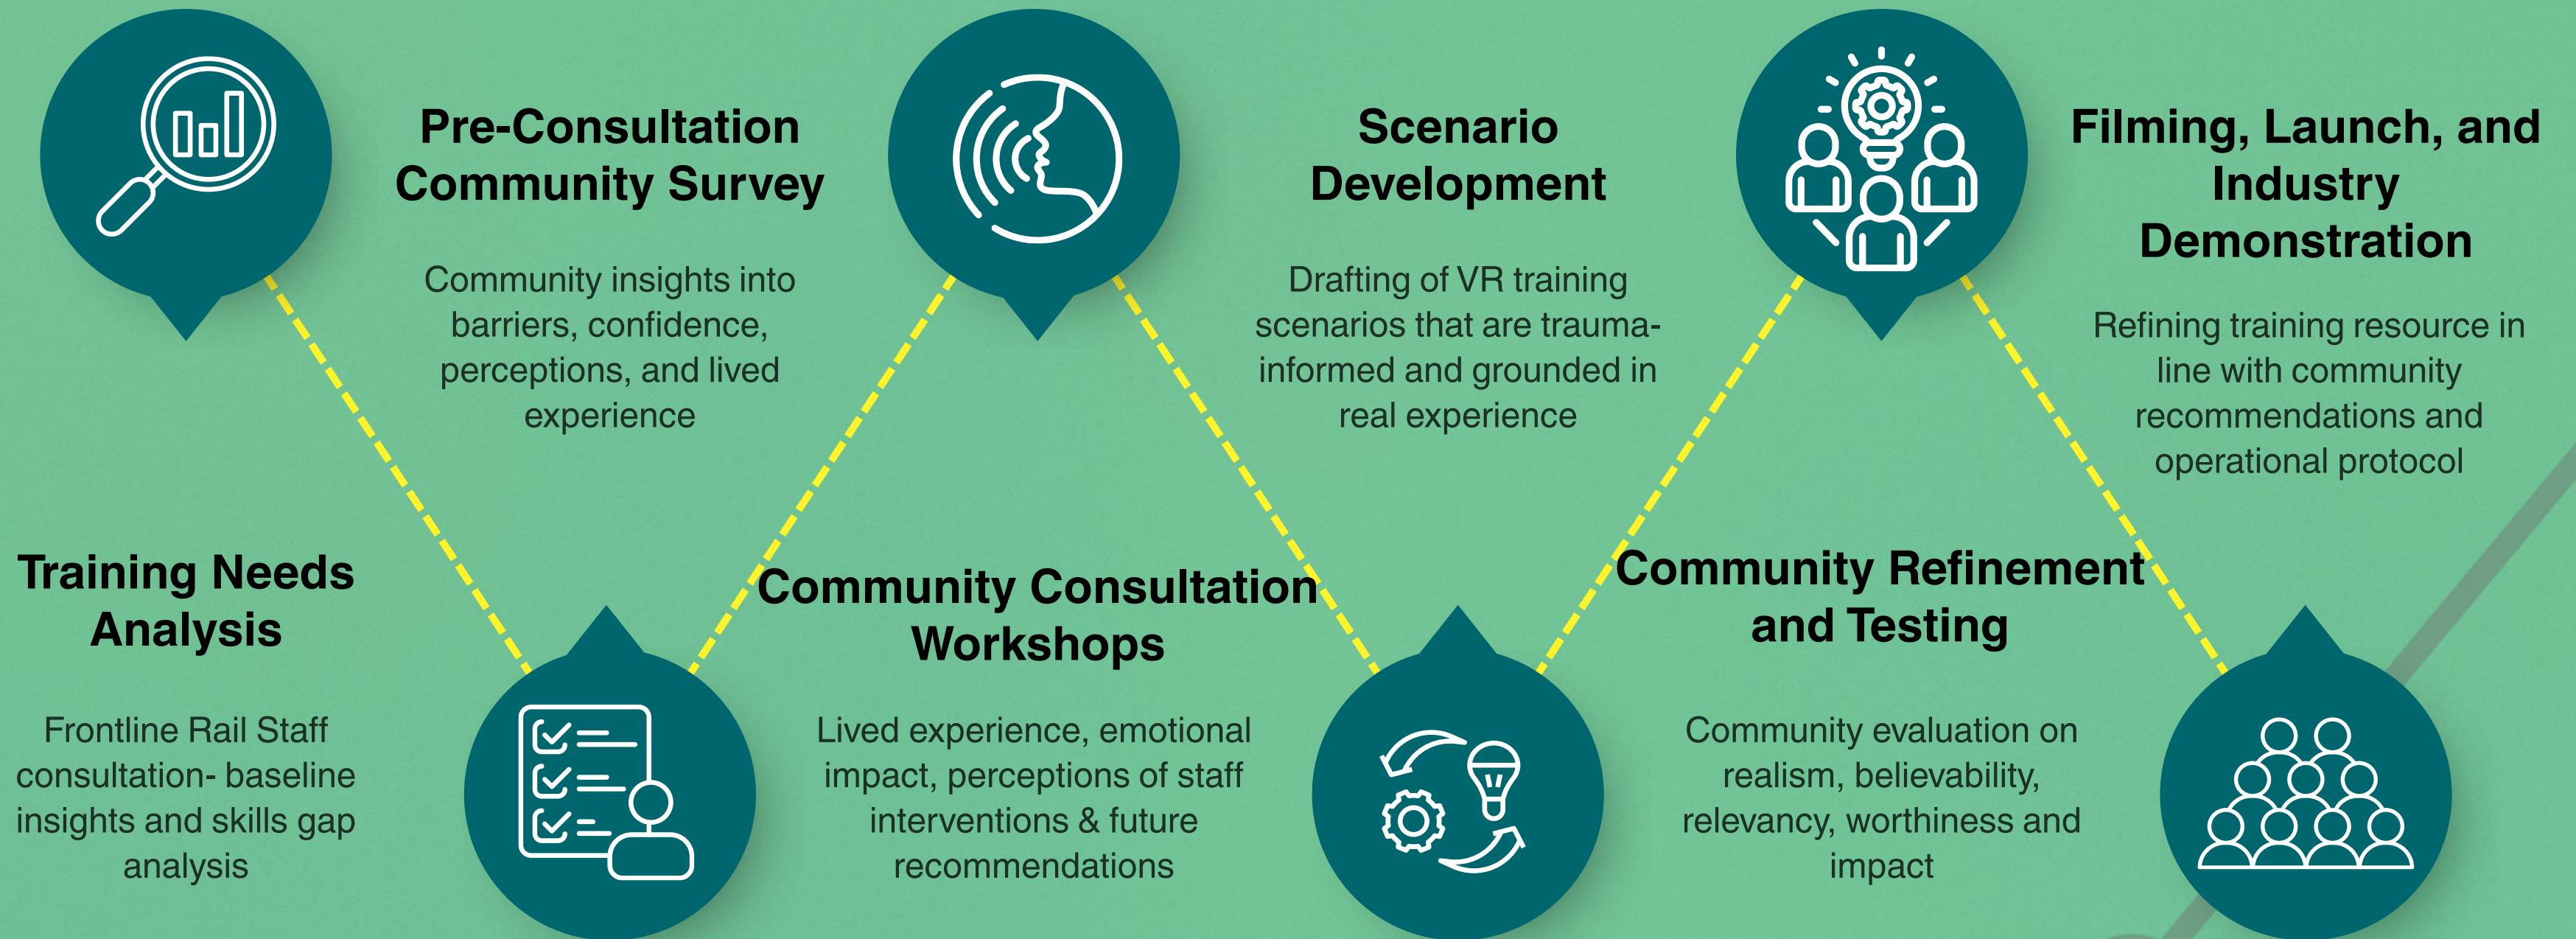 Training Needs
Analysis
Frontline Rail Staff
consultation- baseline
insights and skills gap
analysis
Pre-Consultation
Community Survey
Community insights into
barriers, confidence,
perceptions, and lived
experience
Community Consultation
Workshops
Lived experience, emotional
impact, perceptions of staff
interventions & future
recommendations
Scenario
Development
Drafting of VR training
scenarios that are trauma-
informed and grounded in
real experience
Community Refinement
and Testing
Community evaluation on
realism, believability,
relevancy, worthiness and
impact
Filming, Launch, and
Industry
Demonstration
Refining training resource in
line with community
recommendations and
operational protocol